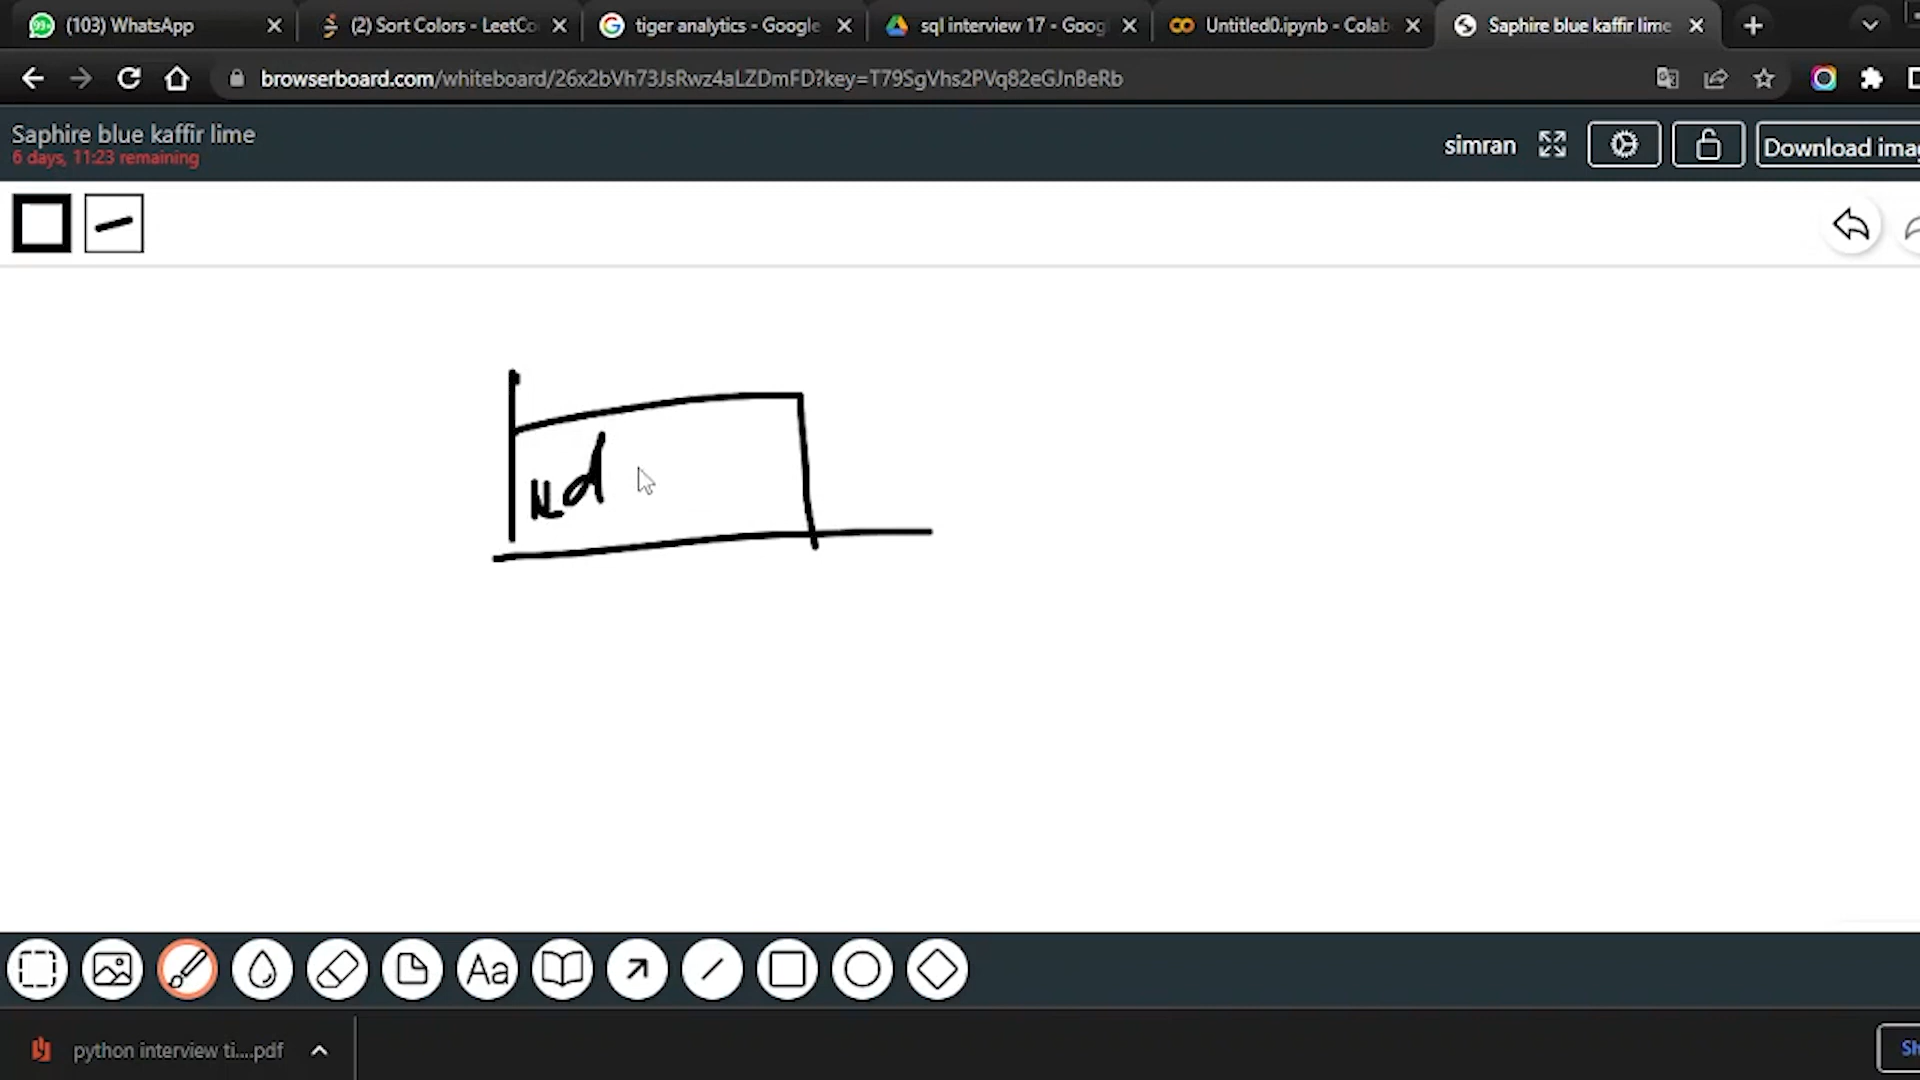 (103) WhatsApp
(2) Sort Colors - LeetCo
tiger analytics - Google
sql interview 17 - Goog
Untitled0.ipynb - Colab
Saphire blue kaffir lime
browserboard.com/whiteboard/26x2bVh73JsRwz4aLZDmFD?key=T79SgVhs2PVq82eGJnBeRb
Saphire blue kaffir lime
simran
Download imag
6 days, 11:23 remaining
Aa
python interview ti....pdf
Sh